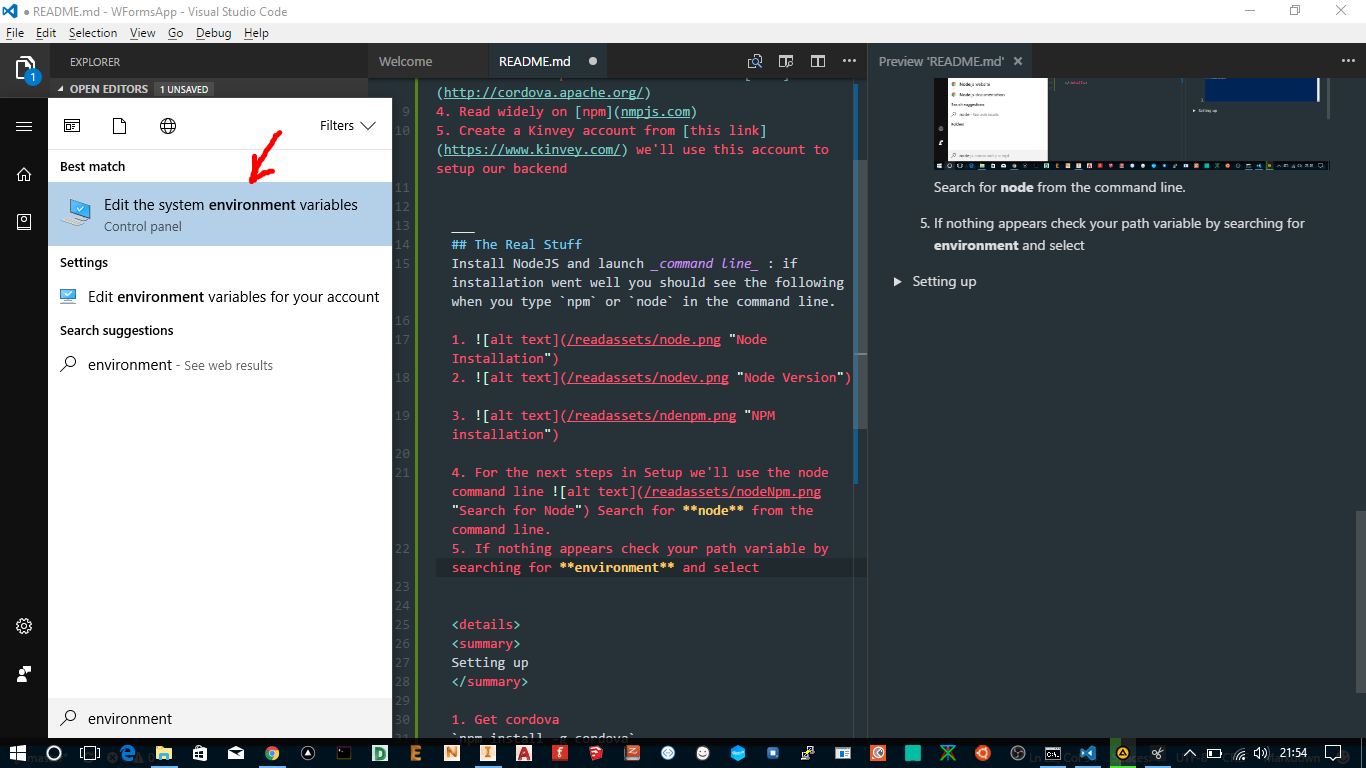 README.md - WFormsApp - Visual Studio Code
File Edit Selection View Go Debug Help
1
EXPLORER
OPEN EDITORS 1 UNSAVED
Filters
Best match
Edit the system environment variables
Control panel
Settings
Edit environment variables for your account
Search suggestions
environment - See web results
environment
Welcome README.md
(http://cordova.apache.org/)
9 4. Read widely on [npm](nmpjs.com)
10 5. Create a Kinvey account from [this link]
(https://www.kinvey.com/) we'll use this account to
setup our backend
11
12
13 ___
14 ## The Real Stuff
15 Install NodeJS and launch _command line_ : if
installation went well you should see the following
when you type `npm` or `node` in the command line.
16
17 1. ![alt text](/readassets/node.png "Node
Installation")
18 2. ![alt text](/readassets/nodev.png "Node Version")
19 3. ![alt text](/readassets/ndenpm.png "NPM
installation")
20
21 4. For the next steps in Setup we'll use the node
command line ![alt text](/readassets/nodeNpm.png
"Search for Node") Search for **node** from the
command line.
22 5. If nothing appears check your path variable by
searching for **environment** and select
23
24
25 <details>
26 <summary>
27 Setting up
28 </summary>
29
30 1. Get cordova
`npm install -g cordova`
Preview 'README.md'
Nodejs website
Nodejs documentation
Setting up
Search for node from the command line.
5. If nothing appears check your path variable by searching for
environment and select
Setting up
21:54